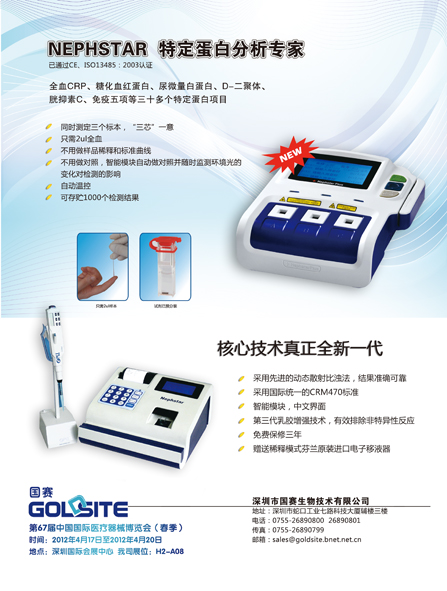 NEPHSTAR 特定蛋白分析专家
已通过CE、ISO13485:2003认证
全血CRP、糖化血红蛋白、尿微量白蛋白、D-二聚体、
胱抑素C、免疫五项等三十多个特定蛋白项目
同时测定三个标本，“三芯”一意
只需2ul全血
不用做样品稀释和标准曲线
不用做对照，智能模块自动做对照并随时监测环境光的
变化对检测的影响
自动温控
可存贮1000个检测结果
NEW
只需2ul样本
核心技术真正全新一代
采用先进的动态散射比浊法，结果准确可靠
采用国际统一的CRM470标准
智能模块，中文界面
第三代乳胶增强技术，有效排除非特异性反应
免费保修三年
赠送稀释模式芬兰原装进口电子移液器
Nephstar
国赛
GOLDSITE
第67届中国国际医疗器械博览会（春季）
时间：2012年4月17日至2012年4月20日
地点：深圳国际会展中心 我司展位：H2-A08
深圳市国赛生物技术有限公司
地址：深圳市蛇口工业七路科技大厦辅楼三楼
电话：0755-26890800 26890801
传真：0755-26890799
邮箱：sales@goldsite.bnet.net.cn